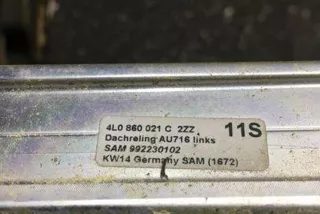 4L0 860 021 C 2ZZ 11S
Dachreling AU716 links
SAM 992230102
KW14 Germany SAM (1672)